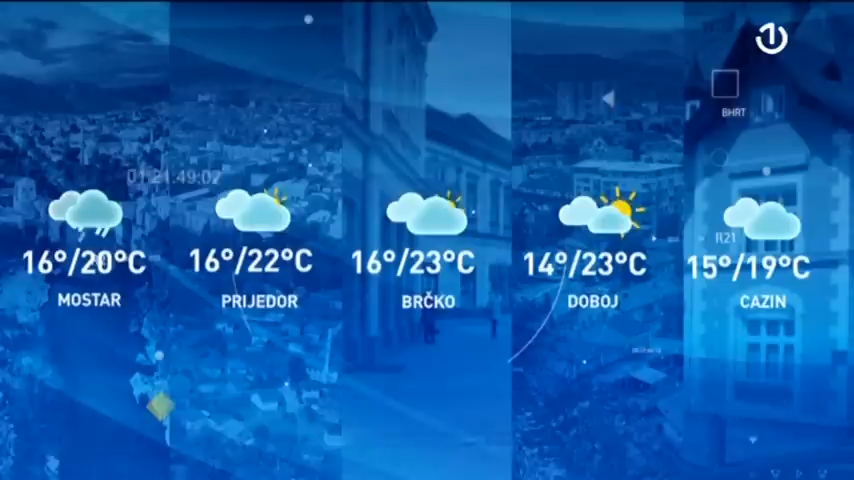 1
BHRT
01:21:49:02
R21
16°/20°C
16°/22°C
16°/23°C
14°/23°C
15°/19°C
MOSTAR
PRIJEDOR
BRČKO
DOBOJ
CAZIN